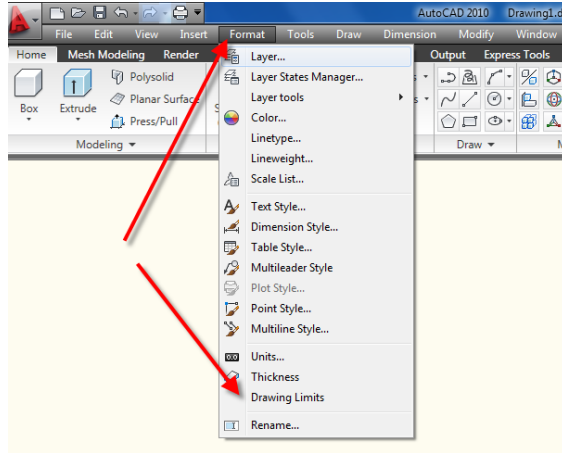 AutoCAD 2010 Drawing1.d
File Edit View Insert Format Tools Draw Dimension Modify Window
Home Mesh Modeling Render Output Express Tools
Polysolid
Planar Surface
Press/Pull
Box Extrude
Modeling
Draw
Layer...
Layer States Manager...
Layer tools
Color...
Linetype...
Lineweight...
Scale List...
Text Style...
Dimension Style...
Table Style...
Multileader Style
Plot Style...
Point Style...
Multiline Style...
Units...
Thickness
Drawing Limits
Rename...